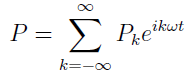 P = \sum_{k=-\infty}^{\infty} P_k e^{ik\omega t}